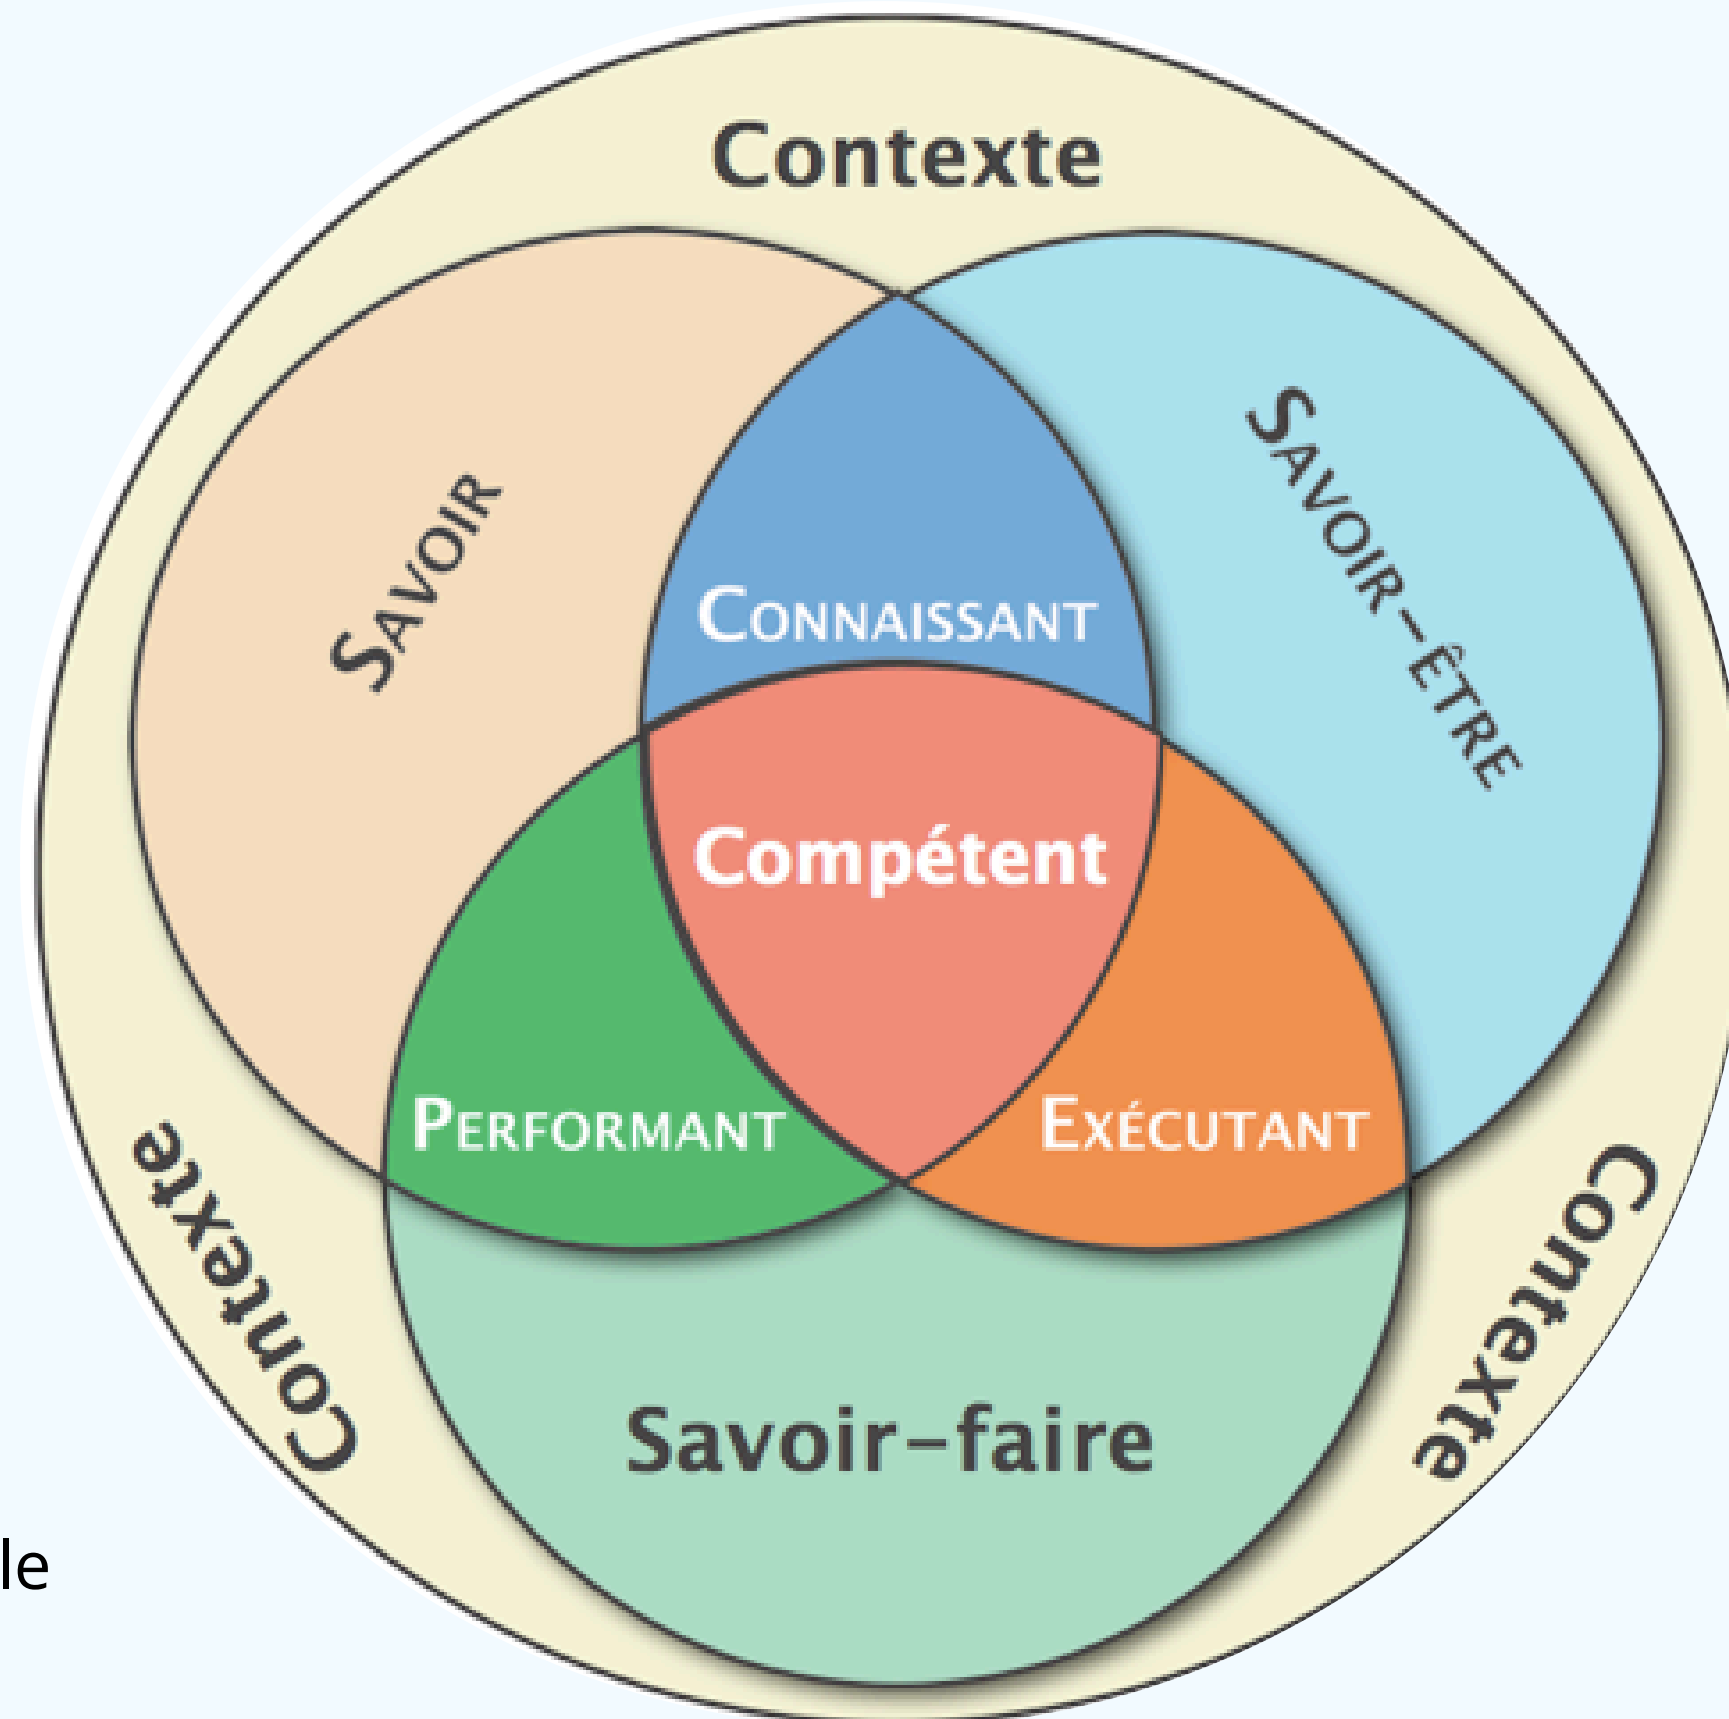 Contexte
SAVOIR
SAVOIR-ÊTRE
CONNAISSANT
Compétent
PERFORMANT
EXÉCUTANT
Contexte
Contexte
Savoir-faire
le